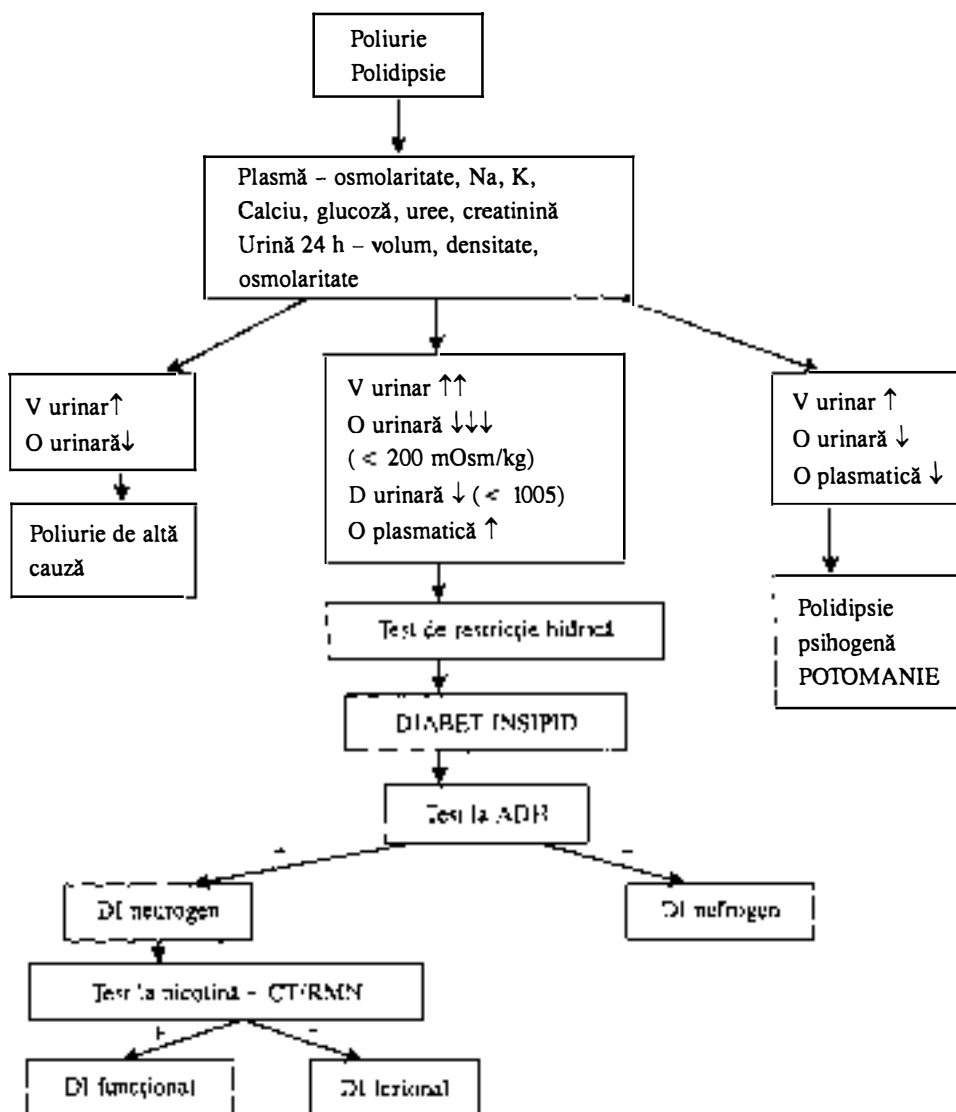 Poliurie
Polidipsie
Plasmă – osmolaritate, Na, K,
Calciu, glucoză, uree, creatinină
Urină 24 h – volum, densitate,
osmolaritate
V urinar↑
O urinară↓
Poliurie de altă
cauză
V urinar ↑↑
O urinară ↓↓↓
( < 200 mOsm/kg)
D urinară ↓ ( < 1005)
O plasmatică ↑
V urinar ↑
O urinară ↓
O plasmatică ↓
Polidipsie
psihogenă
POTOMANIE
Test de restricție hidrică
DIABET INSIPID
Test la ADH
+
–
DI neurogen
DI nefrogen
Test la nicotină – CT/RMN
+
–
DI funcțional
DI lezional